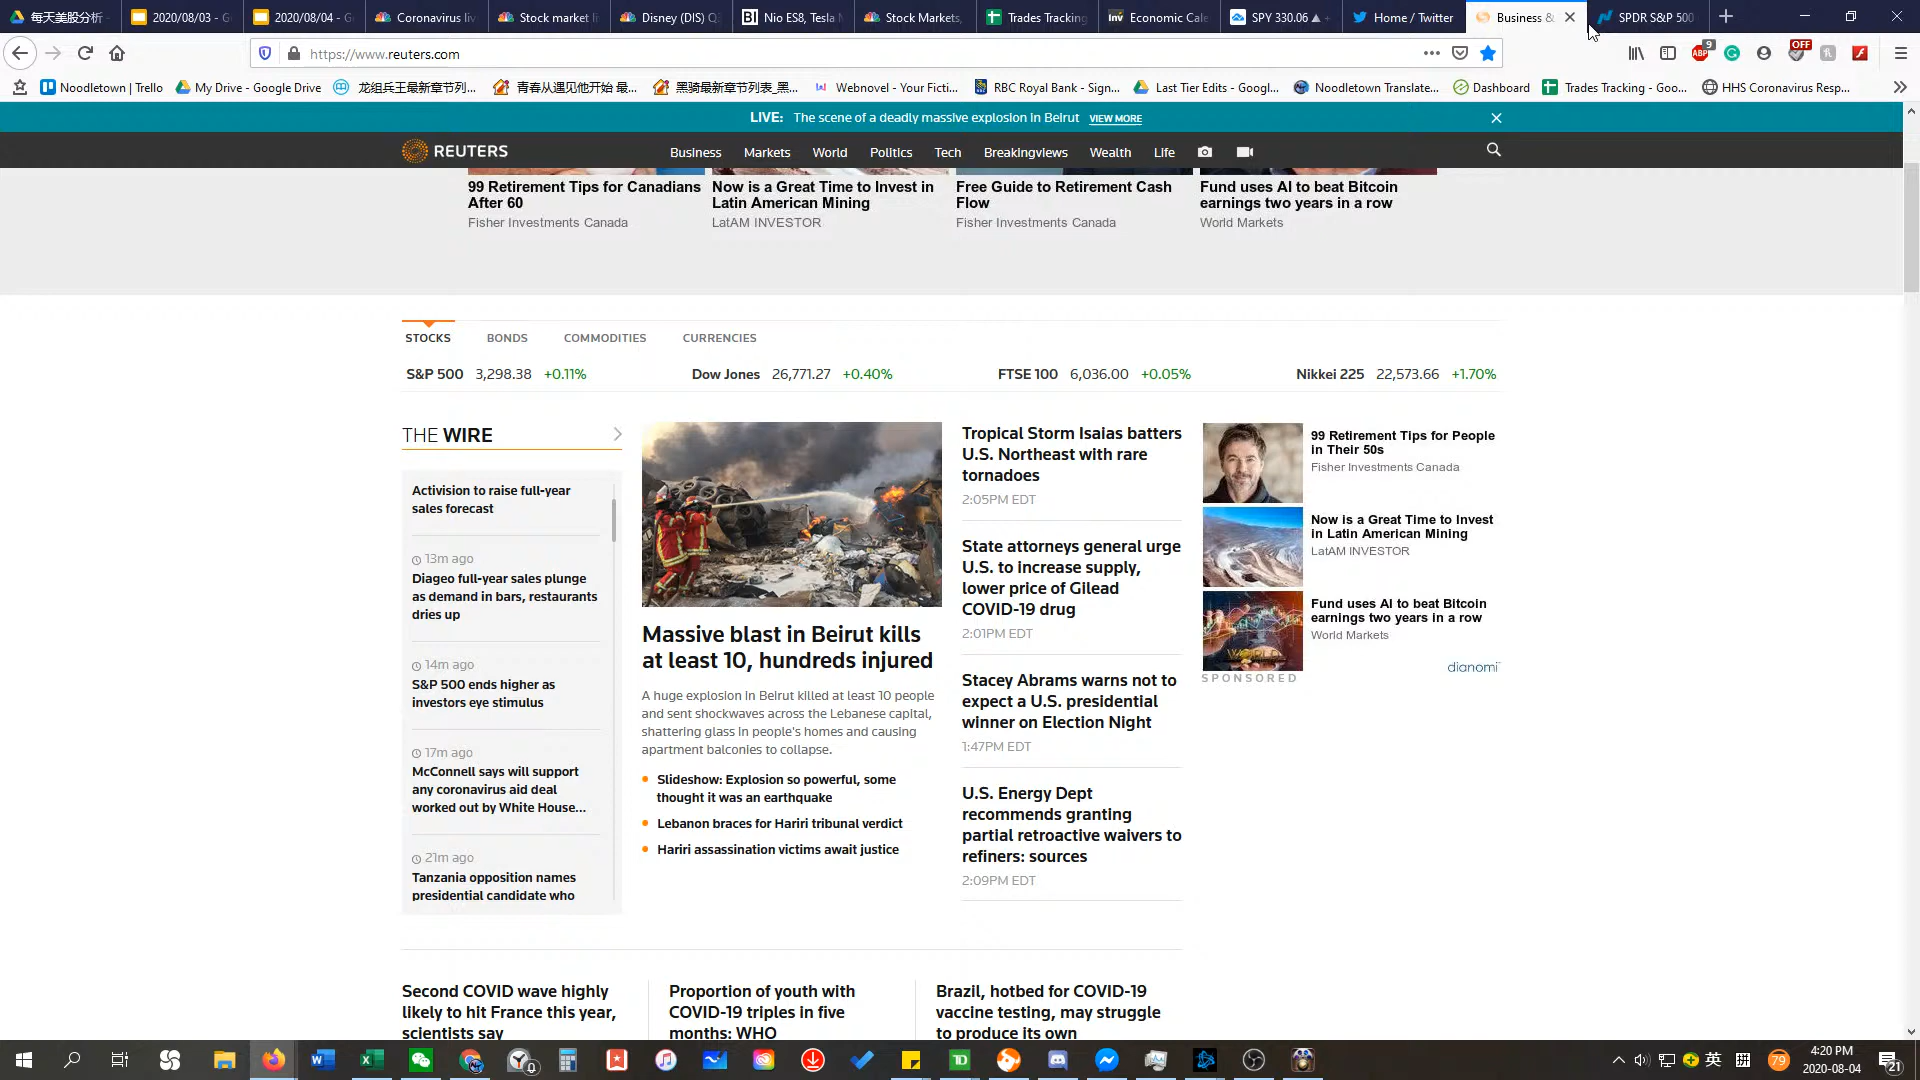 每天美股分析
2020/08/03 - G
2020/08/04 - G
Coronavirus liv
Stock market li
Disney (DIS) Q
Nio ES8, Tesla M
Stock Markets,
Trades Tracking
Economic Cale
SPY 330.06 ▲ +
Home / Twitter
Business &
SPDR S&P 500
https://www.reuters.com
9
OFF
Noodletown | Trello
My Drive - Google Drive
龙组兵王最新章节列...
青春从遇见他开始 最...
黑骑最新章节列表_黑...
Webnovel - Your Ficti...
RBC Royal Bank - Sign...
Last Tier Edits - Googl...
Noodletown Translate...
Dashboard
Trades Tracking - Goo...
HHS Coronavirus Resp...
LIVE: The scene of a deadly massive explosion in Beirut VIEW MORE
REUTERS
Business
Markets
World
Politics
Tech
Breakingviews
Wealth
Life
99 Retirement Tips for Canadians
After 60
Fisher Investments Canada
Now is a Great Time to Invest in
Latin American Mining
LatAM INVESTOR
Free Guide to Retirement Cash
Flow
Fisher Investments Canada
Fund uses AI to beat Bitcoin
earnings two years in a row
World Markets
STOCKS
BONDS
COMMODITIES
CURRENCIES
S&P 500 3,298.38 +0.11%
Dow Jones 26,771.27 +0.40%
FTSE 100 6,036.00 +0.05%
Nikkei 225 22,573.66 +1.70%
THE WIRE
Activision to raise full-year
sales forecast
13m ago
Diageo full-year sales plunge
as demand in bars, restaurants
dries up
14m ago
S&P 500 ends higher as
investors eye stimulus
17m ago
McConnell says will support
any coronavirus aid deal
worked out by White House...
21m ago
Tanzania opposition names
presidential candidate who
Massive blast in Beirut kills
at least 10, hundreds injured
A huge explosion in Beirut killed at least 10 people
and sent shockwaves across the Lebanese capital,
shattering glass in people's homes and causing
apartment balconies to collapse.
Slideshow: Explosion so powerful, some
thought it was an earthquake
Lebanon braces for Hariri tribunal verdict
Hariri assassination victims await justice
Tropical Storm Isaias batters
U.S. Northeast with rare
tornadoes
2:05PM EDT
State attorneys general urge
U.S. to increase supply,
lower price of Gilead
COVID-19 drug
2:01PM EDT
Stacey Abrams warns not to
expect a U.S. presidential
winner on Election Night
1:47PM EDT
U.S. Energy Dept
recommends granting
partial retroactive waivers to
refiners: sources
2:09PM EDT
99 Retirement Tips for People
in Their 50s
Fisher Investments Canada
Now is a Great Time to Invest
in Latin American Mining
LatAM INVESTOR
Fund uses AI to beat Bitcoin
earnings two years in a row
World Markets
dianomi
SPONSORED
Second COVID wave highly
likely to hit France this year,
scientists say
Proportion of youth with
COVID-19 triples in five
months: WHO
Brazil, hotbed for COVID-19
vaccine testing, may struggle
to produce its own
英
拼
79
4:20 PM
2020-08-04
21